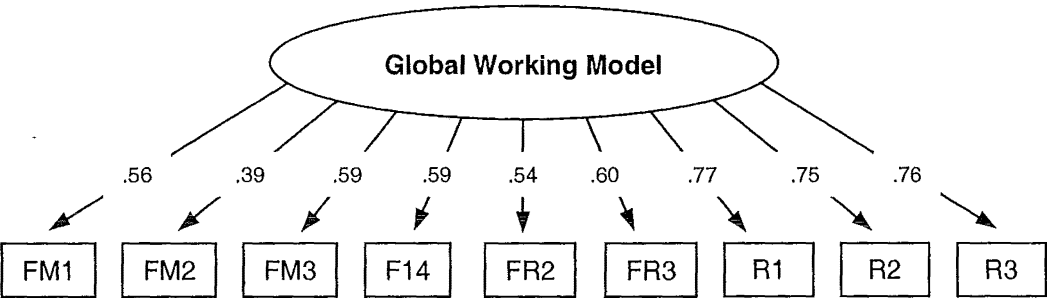 Global Working Model
.56 .39 .59 .59 .54 .60 .77 .75 .76
FM1 FM2 FM3 F14 FR2 FR3 R1 R2 R3